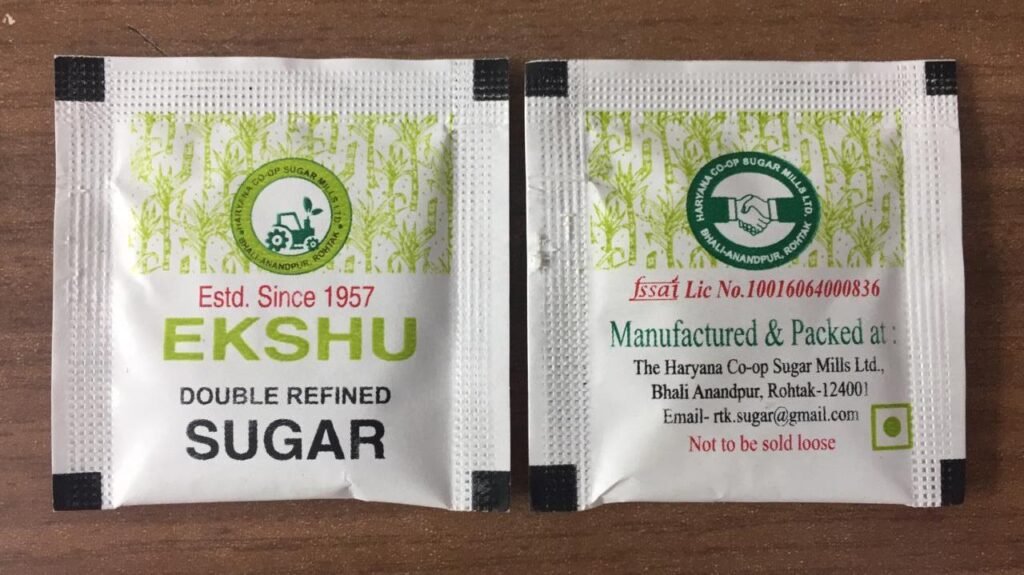 HARYANA CO-OP SUGAR MILLS LTD.
BHALI-ANANDPUR, ROHTAK
Estd. Since 1957
EKSHU
DOUBLE REFINED
SUGAR
HARYANA CO-OP SUGAR MILLS LTD.
BHALI-ANANDPUR, ROHTAK
fssai Lic No.10016064000836
Manufactured & Packed at :
The Haryana Co-op Sugar Mills Ltd.,
Bhali Anandpur, Rohtak-124001
Email- rtk.sugar@gmail.com
Not to be sold loose